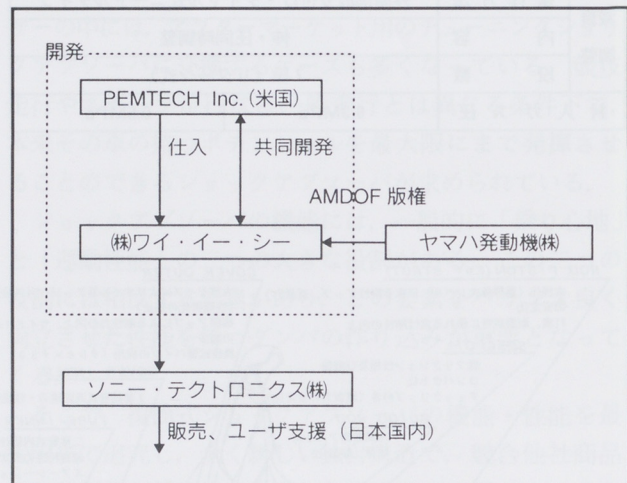 開発
PEMTECH Inc.(米国)
仕入
共同開発
AMDOF 版権
㈱ワイ・イー・シー
ヤマハ発動機㈱
ソニー・テクトロニクス㈱
販売、ユーザ支援(日本国内)